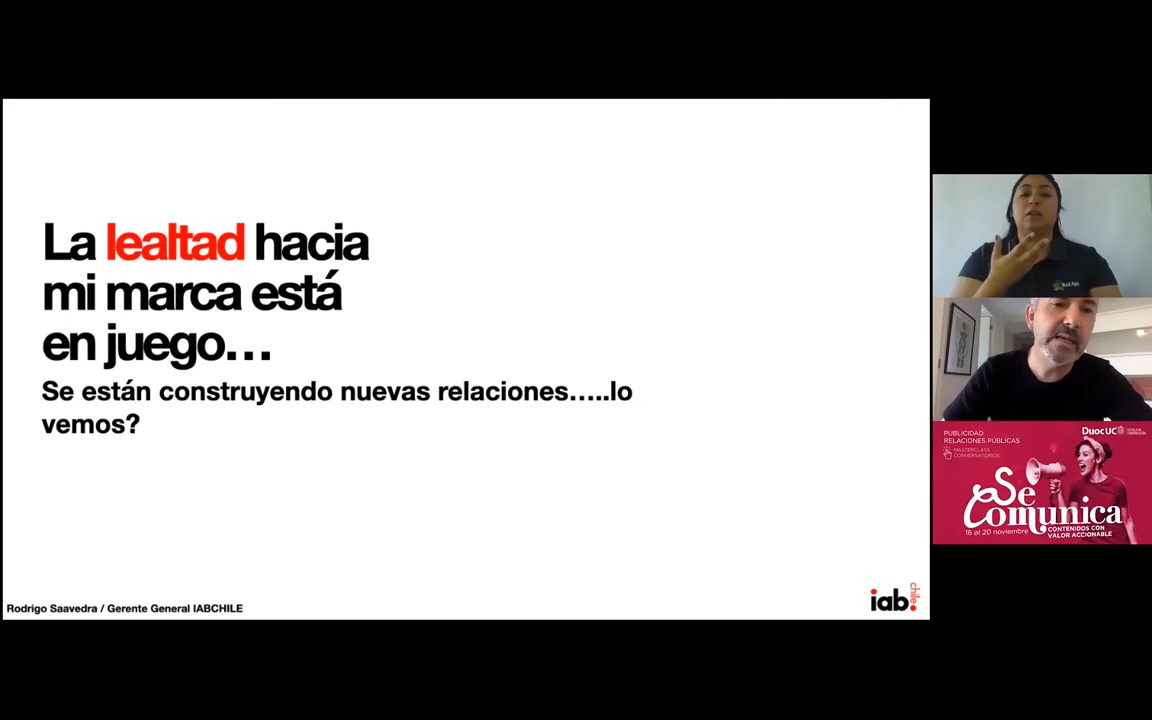 La lealtad hacia
mi marca está
en juego…
Se están construyendo nuevas relaciones…..lo
vemos?
Rodrigo Saavedra / Gerente General IABCHILE
iab.
chile
PUBLICIDAD
RELACIONES PÚBLICAS
MASTERCLASS
CONVERSATORIOS
DuocUC
Se
Comunica
16 al 20 noviembre
CONTENIDOS CON
VALOR ACCIONABLE